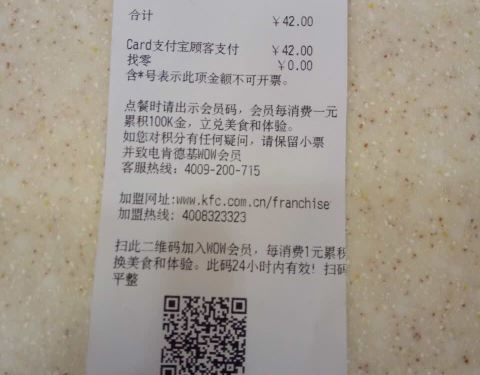 合计 ￥42.00
Card支付宝顾客支付 ￥42.00
找零 ￥0.00
含*号表示此项金额不可开票。
点餐时请出示会员码，会员每消费一元
累积100K金，立兑美食和体验。
如您对积分有任何疑问，请保留小票
并致电肯德基WOW会员
客服热线：4009-200-715
加盟网址:www.kfc.com.cn/franchise
加盟热线: 4008323323
扫此二维码加入WOW会员，每消费1元累积
换美食和体验。此码24小时内有效! 扫码
平整